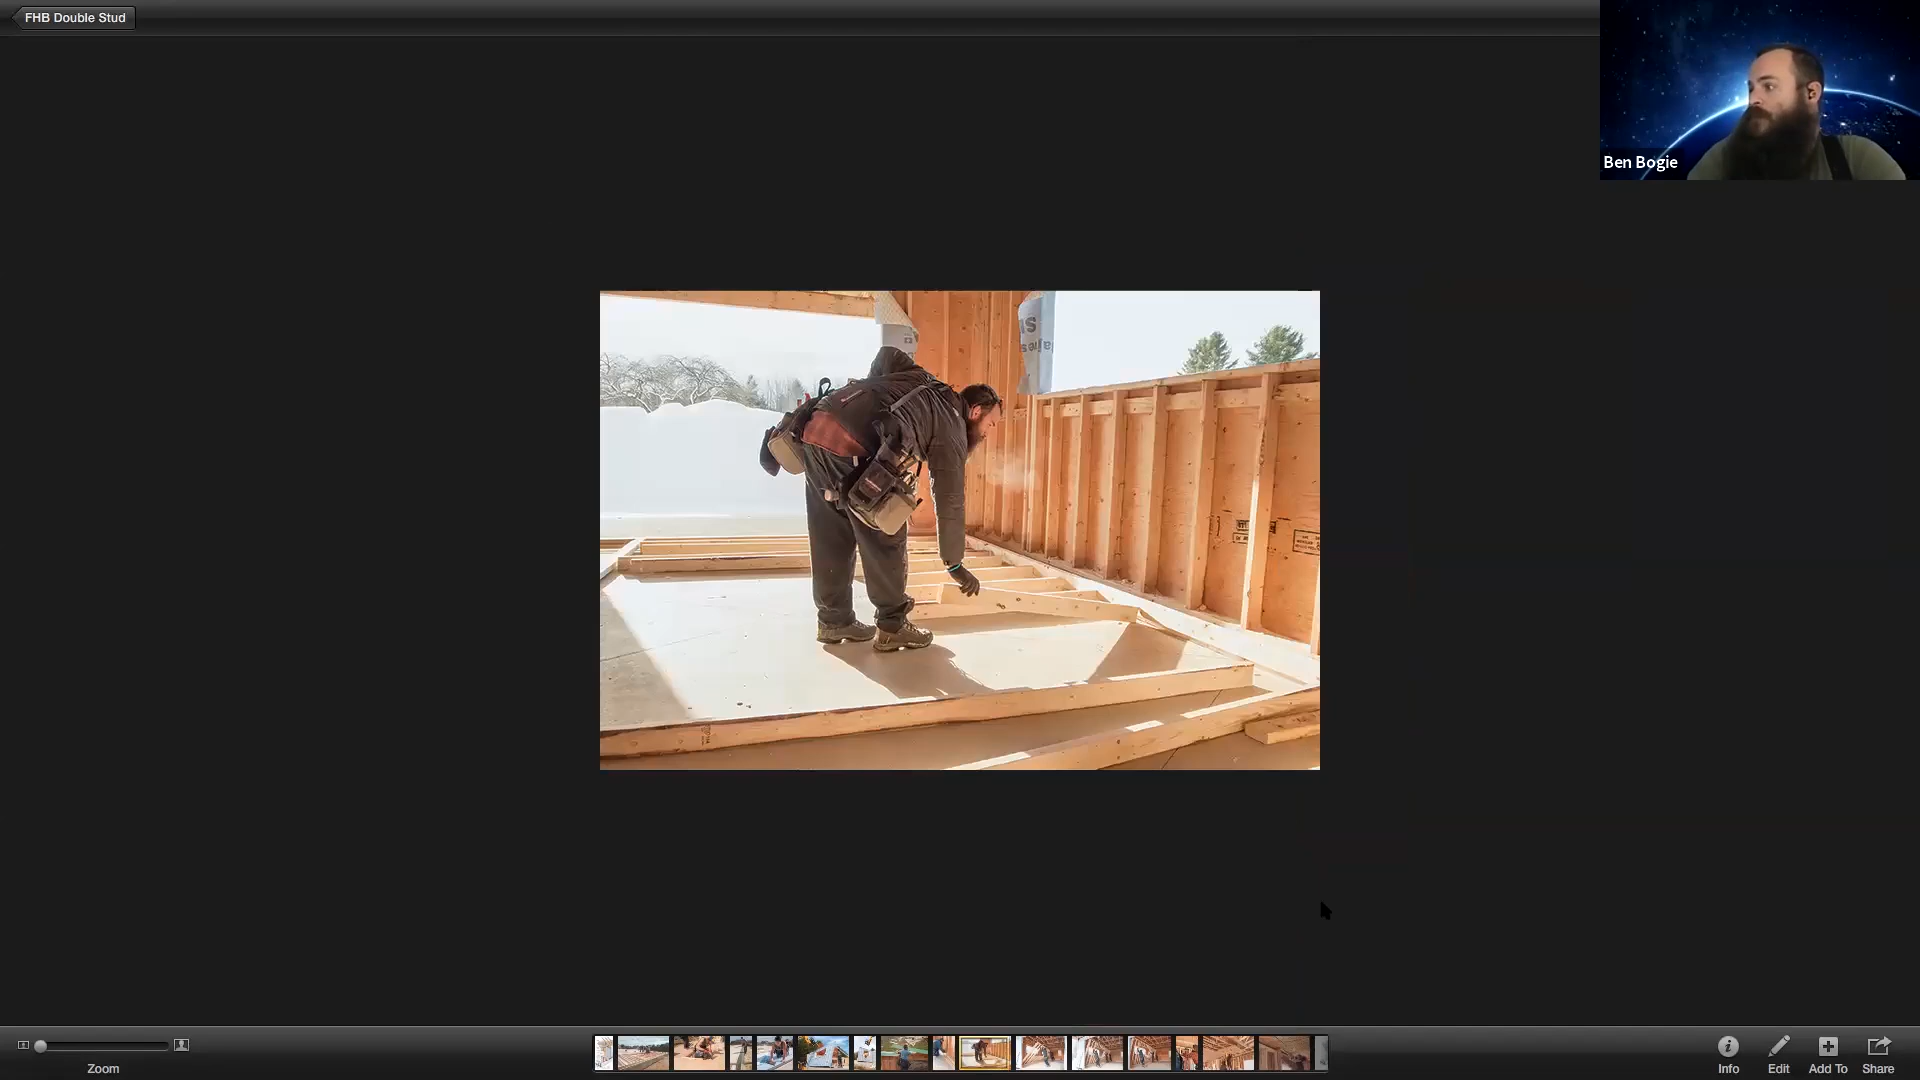 FHB Double Stud
Ben Bogie
Zoom
Info
Edit
Add To
Share